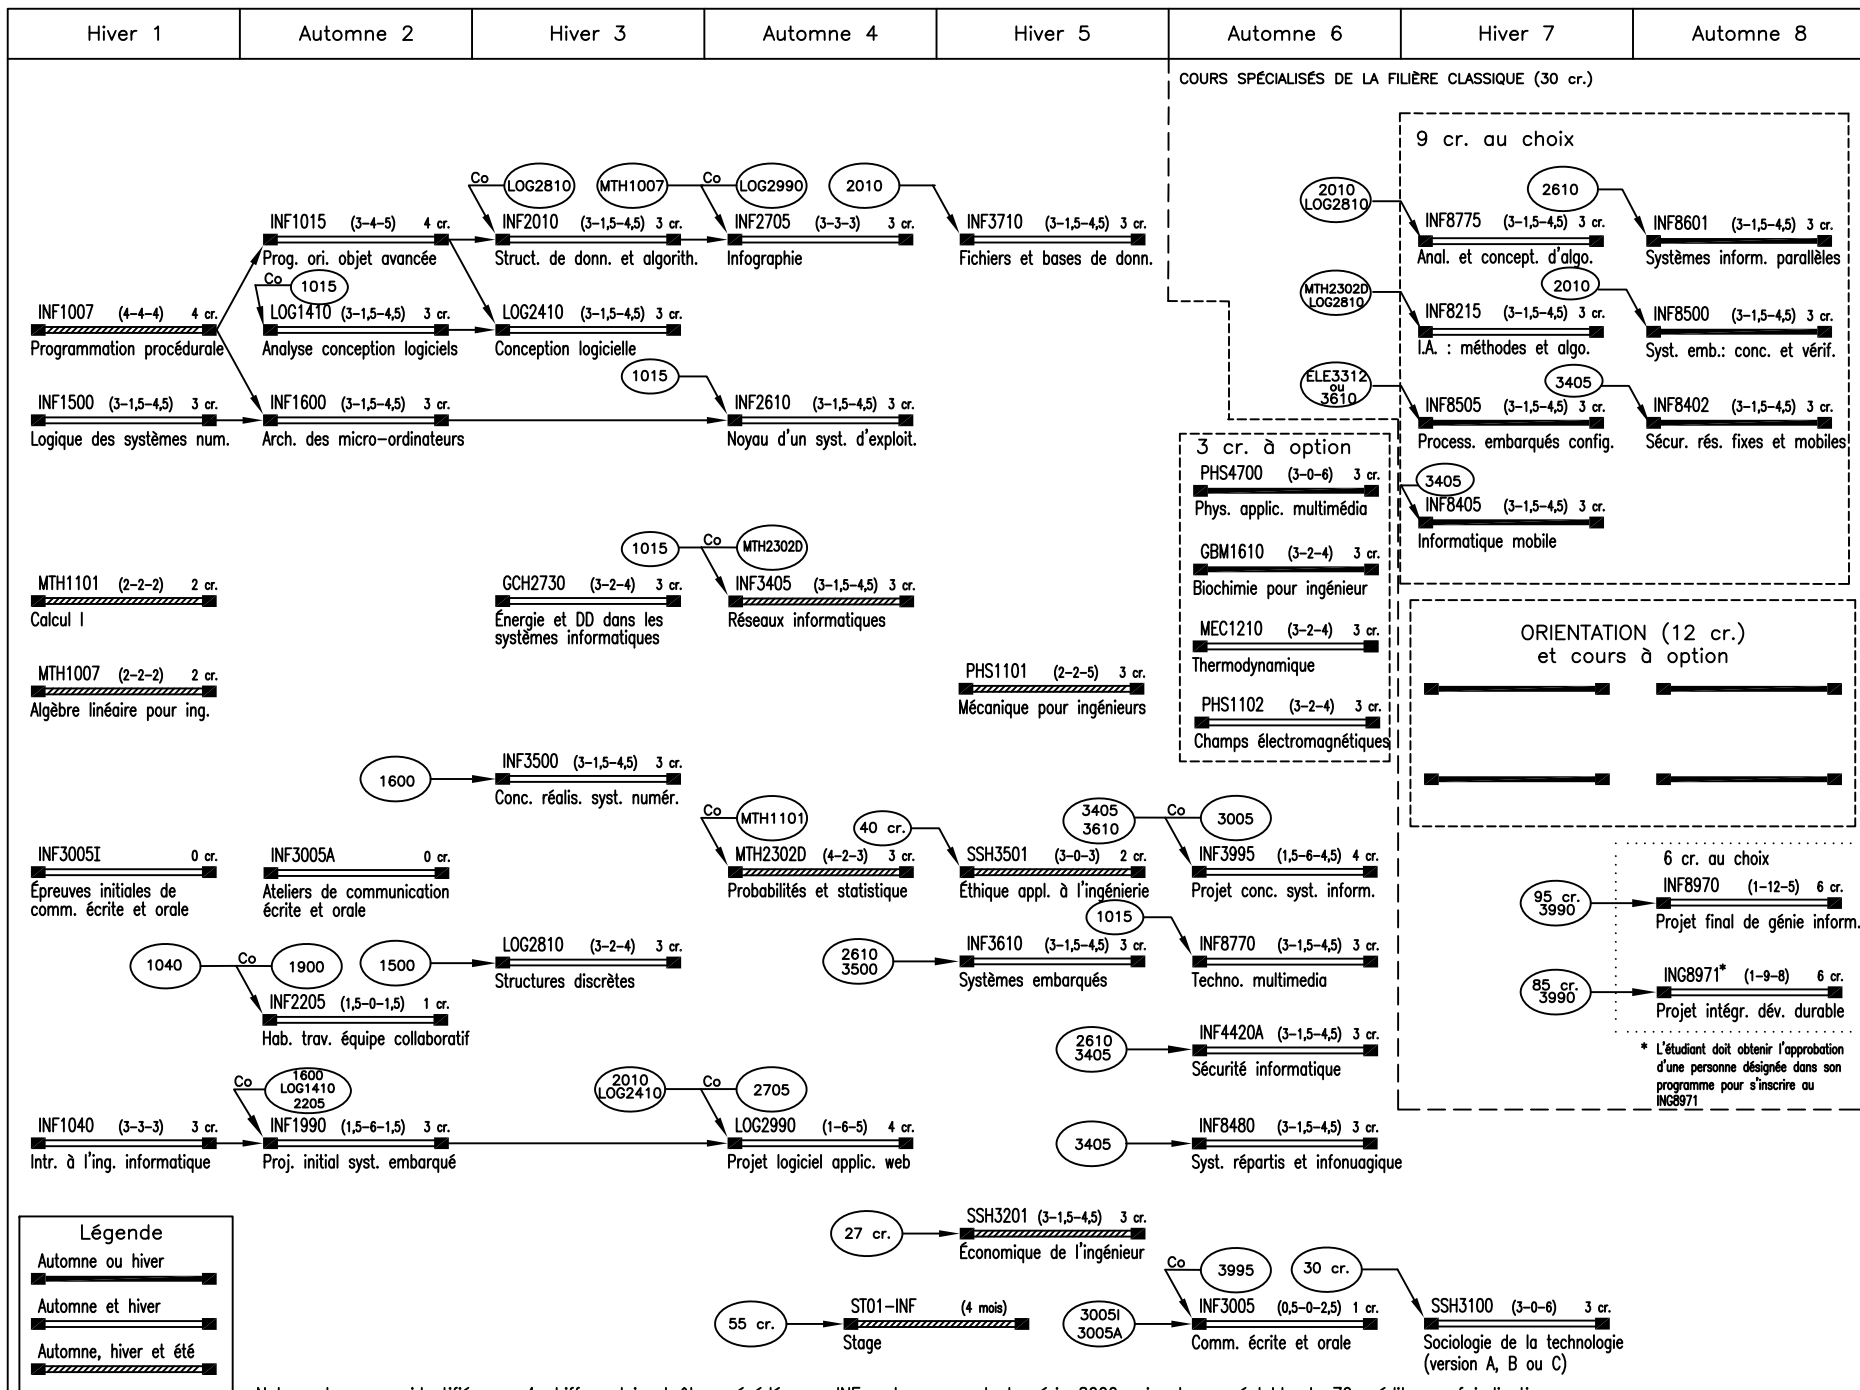 Hiver 1
Automne 2
Hiver 3
Automne 4
Hiver 5
Automne 6
Hiver 7
Automne 8
COURS SPÉCIALISÉS DE LA FILIÈRE CLASSIQUE (30 cr.)
INF1007 (4-4-4) 4 cr.
Programmation procédurale
INF1500 (3-1,5-4,5) 3 cr.
Logique des systèmes num.
MTH1101 (2-2-2) 2 cr.
Calcul I
MTH1007 (2-2-2) 2 cr.
Algèbre linéaire pour ing.
INF3005I 0 cr.
Épreuves initiales de
comm. écrite et orale
1040
INF1040 (3-3-3) 3 cr.
Intr. à l'ing. informatique
Légende
Automne ou hiver
Automne et hiver
Automne, hiver et été
INF1015 (3-4-5) 4 cr.
Prog. ori. objet avancée
Co
1015
LOG1410 (3-1,5-4,5) 3 cr.
Analyse conception logiciels
INF1600 (3-1,5-4,5) 3 cr.
Arch. des micro-ordinateurs
1600
INF3005A 0 cr.
Ateliers de communication
écrite et orale
Co
1900
1500
INF2205 (1,5-0-1,5) 1 cr.
Hab. trav. équipe collaboratif
Co
1600
LOG1410
2205
INF1990 (1,5-6-1,5) 3 cr.
Proj. initial syst. embarqué
Co
LOG2810
MTH1007
INF2010 (3-1,5-4,5) 3 cr.
Struct. de donn. et algorith.
LOG2410 (3-1,5-4,5) 3 cr.
Conception logicielle
1015
1015
GCH2730 (3-2-4) 3 cr.
Énergie et DD dans les
systèmes informatiques
INF3500 (3-1,5-4,5) 3 cr.
Conc. réalis. syst. numér.
LOG2810 (3-2-4) 3 cr.
Structures discrètes
2010
LOG2410
Co
LOG2990
2010
INF2705 (3-3-3) 3 cr.
Infographie
INF2610 (3-1,5-4,5) 3 cr.
Noyau d'un syst. d'exploit.
Co
MTH2302D
INF3405 (3-1,5-4,5) 3 cr.
Réseaux informatiques
Co
MTH1101
40 cr.
MTH2302D (4-2-3) 3 cr.
Probabilités et statistique
2610
3500
Co
2705
LOG2990 (1-6-5) 4 cr.
Projet logiciel applic. web
27 cr.
55 cr.
ST01-INF (4 mois)
Stage
INF3710 (3-1,5-4,5) 3 cr.
Fichiers et bases de donn.
PHS1101 (2-2-5) 3 cr.
Mécanique pour ingénieurs
3405
3610
SSH3501 (3-0-3) 2 cr.
Éthique appl. à l'ingénierie
1015
INF3610 (3-1,5-4,5) 3 cr.
Systèmes embarqués
2610
3405
3405
SSH3201 (3-1,5-4,5) 3 cr.
Économique de l'ingénieur
3005I
3005A
2010
LOG2810
MTH2302D
LOG2810
ELE3312
ou
3610
3 cr. à option
PHS4700 (3-0-6) 3 cr.
Phys. applic. multimédia
GBM1610 (3-2-4) 3 cr.
Biochimie pour ingénieur
MEC1210 (3-2-4) 3 cr.
Thermodynamique
PHS1102 (3-2-4) 3 cr.
Champs électromagnétiques
Co
3005
INF3995 (1,5-6-4,5) 4 cr.
Projet conc. syst. inform.
INF8770 (3-1,5-4,5) 3 cr.
Techno. multimedia
INF4420A (3-1,5-4,5) 3 cr.
Sécurité informatique
INF8480 (3-1,5-4,5) 3 cr.
Syst. répartis et infonuagique
Co
3995
30 cr.
INF3005 (0,5-0-2,5) 1 cr.
Comm. écrite et orale
9 cr. au choix
2610
INF8775 (3-1,5-4,5) 3 cr.
Anal. et concept. d'algo.
2010
INF8215 (3-1,5-4,5) 3 cr.
I.A. : méthodes et algo.
3405
INF8505 (3-1,5-4,5) 3 cr.
Process. embarqués config.
3405
INF8405 (3-1,5-4,5) 3 cr.
Informatique mobile
INF8601 (3-1,5-4,5) 3 cr.
Systèmes inform. parallèles
INF8500 (3-1,5-4,5) 3 cr.
Syst. emb.: conc. et vérif.
INF8402 (3-1,5-4,5) 3 cr.
Sécur. rés. fixes et mobiles
ORIENTATION (12 cr.)
et cours à option
6 cr. au choix
95 cr.
3990
INF8970 (1-12-5) 6 cr.
Projet final de génie inform.
85 cr.
3990
ING8971* (1-9-8) 6 cr.
Projet intégr. dév. durable
* L'étudiant doit obtenir l'approbation
d'une personne désignée dans son
programme pour s'inscrire au
ING8971
SSH3100 (3-0-6) 3 cr.
Sociologie de la technologie
(version A, B ou C)